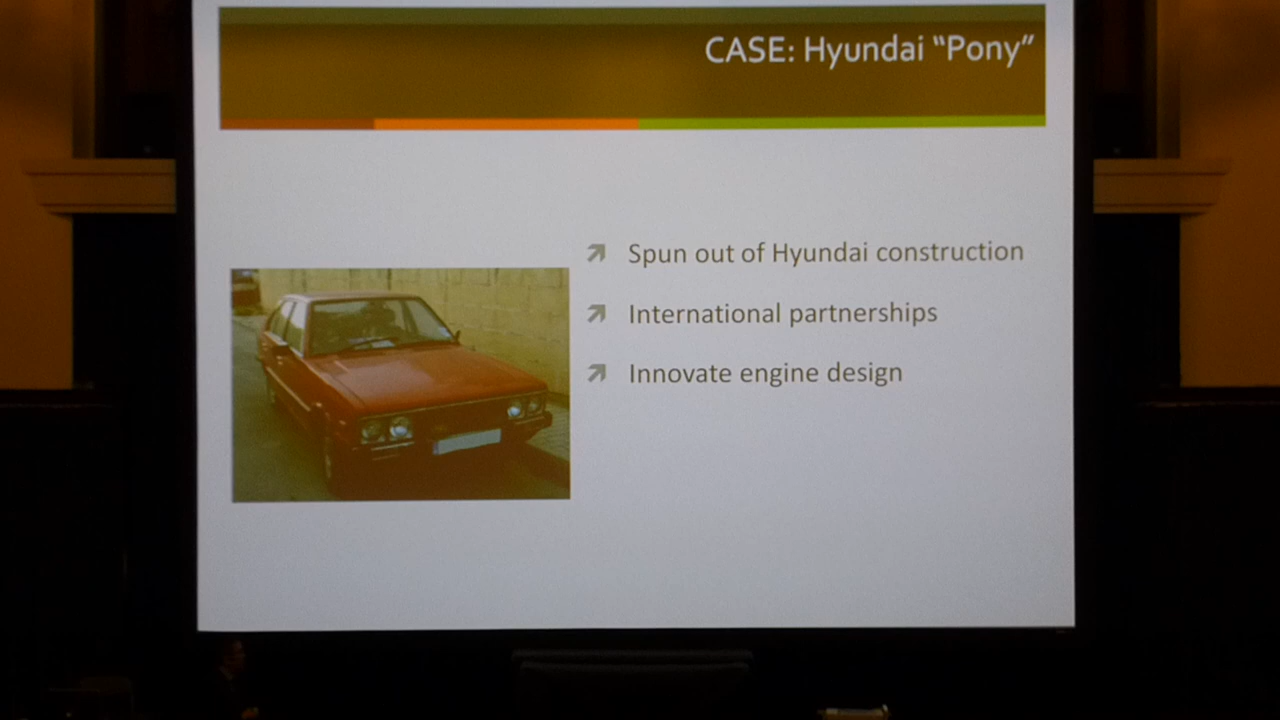 CASE: Hyundai “Pony”
Spun out of Hyundai construction
International partnerships
Innovate engine design